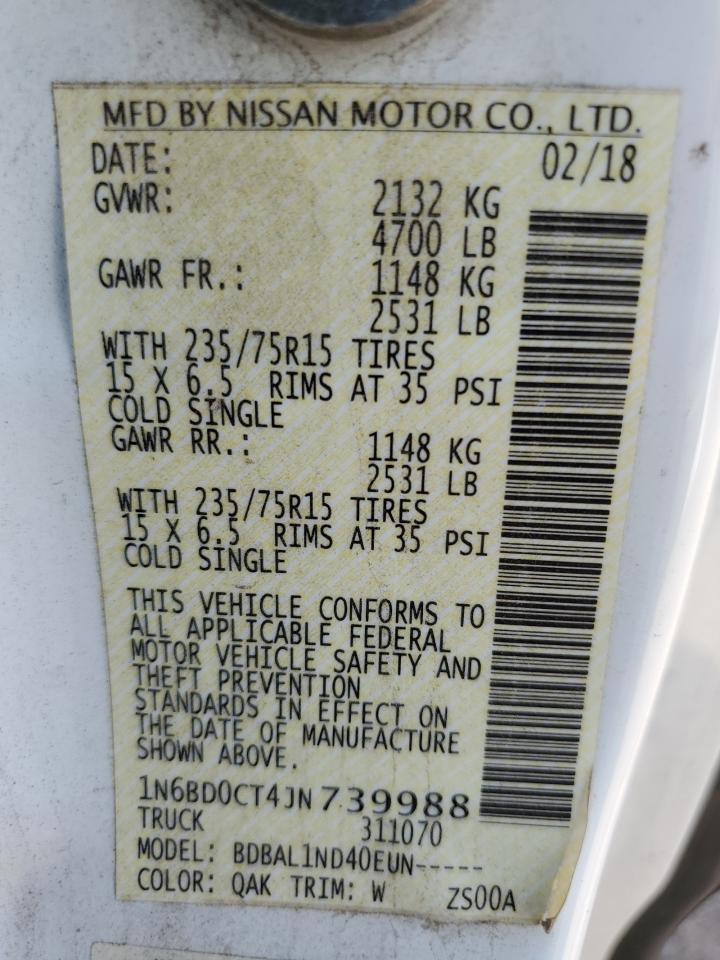 MFD BY NISSAN MOTOR CO., LTD.
DATE: 02/18
GVWR: 2132 KG
4700 LB
GAWR FR.: 1148 KG
2531 LB
WITH 235/75R15 TIRES
15 X 6.5 RIMS AT 35 PSI
COLD SINGLE
GAWR RR.: 1148 KG
2531 LB
WITH 235/75R15 TIRES
15 X 6.5 RIMS AT 35 PSI
COLD SINGLE
THIS VEHICLE CONFORMS TO
ALL APPLICABLE FEDERAL
MOTOR VEHICLE SAFETY AND
THEFT PREVENTION
STANDARDS IN EFFECT ON
THE DATE OF MANUFACTURE
SHOWN ABOVE.
1N6BD0CT4JN739988
TRUCK 311070
MODEL: BDBAL1ND40EUN-----
COLOR: QAK TRIM: W ZS00A